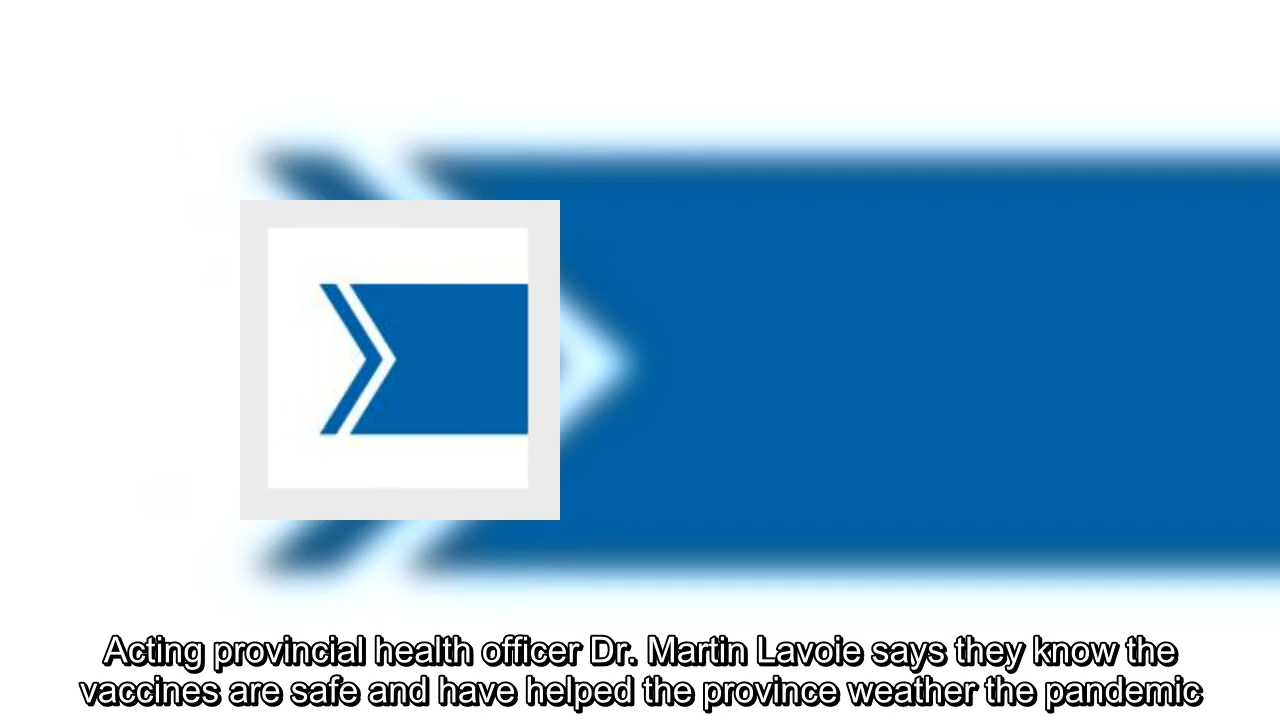 Acting provincial health officer Dr. Martin Lavoie says they know the
vaccines are safe and have helped the province weather the pandemic